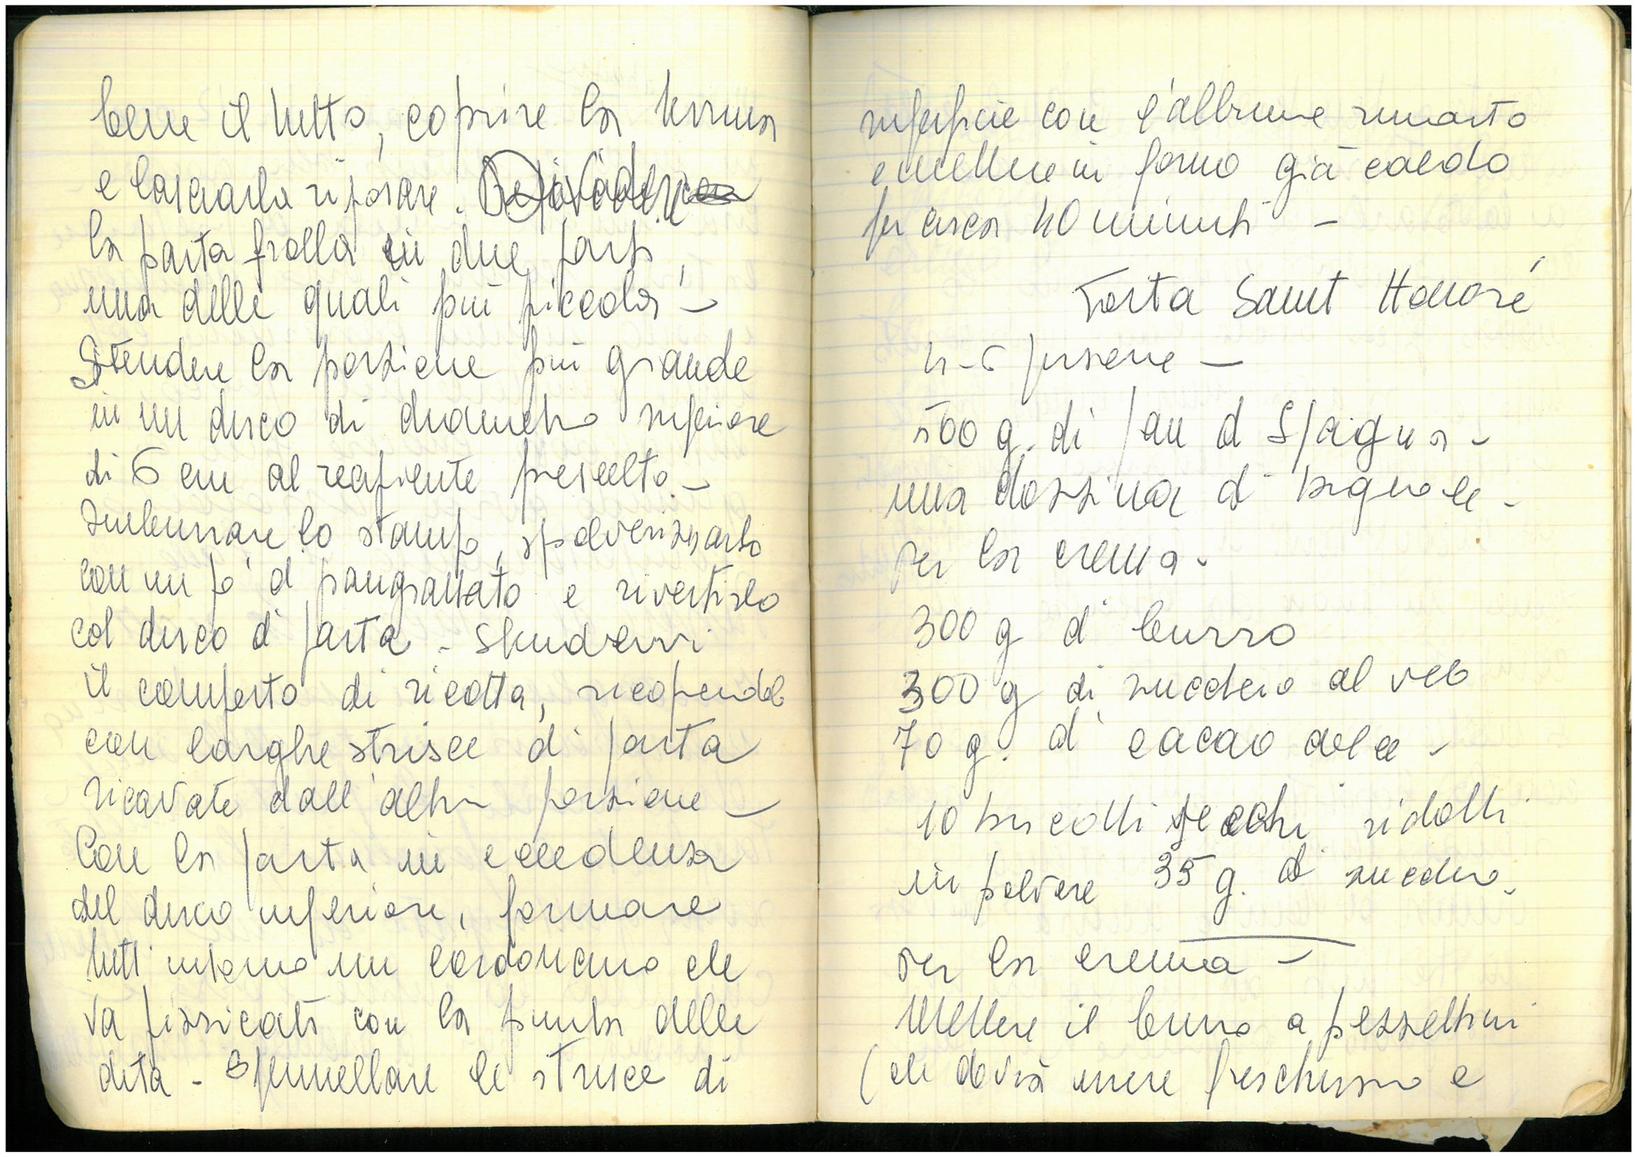 bene il tutto, coprire la terrina
e lasciarla riposare. Dividere
la pasta frolla in due parti,
una delle quali più piccola -
Stendere la porzione più grande
in un disco di diametro superiore
di 6 cm al recipiente prescelto. -
Imburrare lo stampo, spolverizzarlo
con un po' di pangrattato e rivestirlo
col disco di pasta - Stendervi
il composto di ricotta, ricoprendolo
con larghe strisce di pasta
ricavate dall'altra porzione -
Con la pasta in eccedenza
del disco inferiore, formare
tutt'intorno un cordoncino che
va pizzicato con la punta delle
dita - Spennellare le strisce di
superficie con l'albume rimasto
e mettere in forno già caldo
per circa 40 minuti -
Torta Saint Honoré
4-6 persone -
500 g. di pan di Spagna -
una dozzina di bignole -
per la crema -
300 g di burro
300 g di zucchero al velo
70 g. di cacao dolce -
10 biscotti secchi ridotti
in polvere 35 g. di zucchero.
per la crema -
Mettere il burro a pezzettini
(che dovrà essere freschissimo e